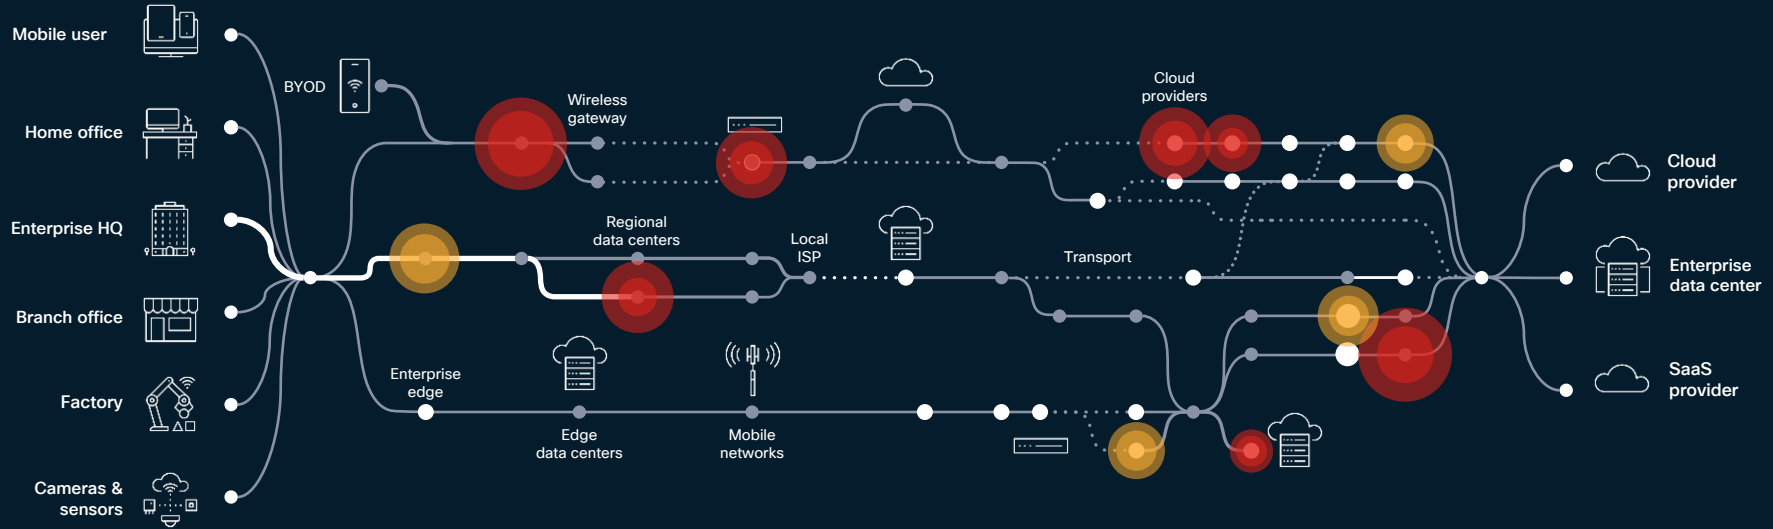 Mobile user
Home office
Enterprise HQ
Branch office
Factory
Cameras &
sensors
BYOD
Wireless
gateway
Regional
data centers
Local
ISP
Enterprise
edge
Edge
data centers
Mobile
networks
Cloud
providers
Transport
Cloud
provider
Enterprise
data center
SaaS
provider